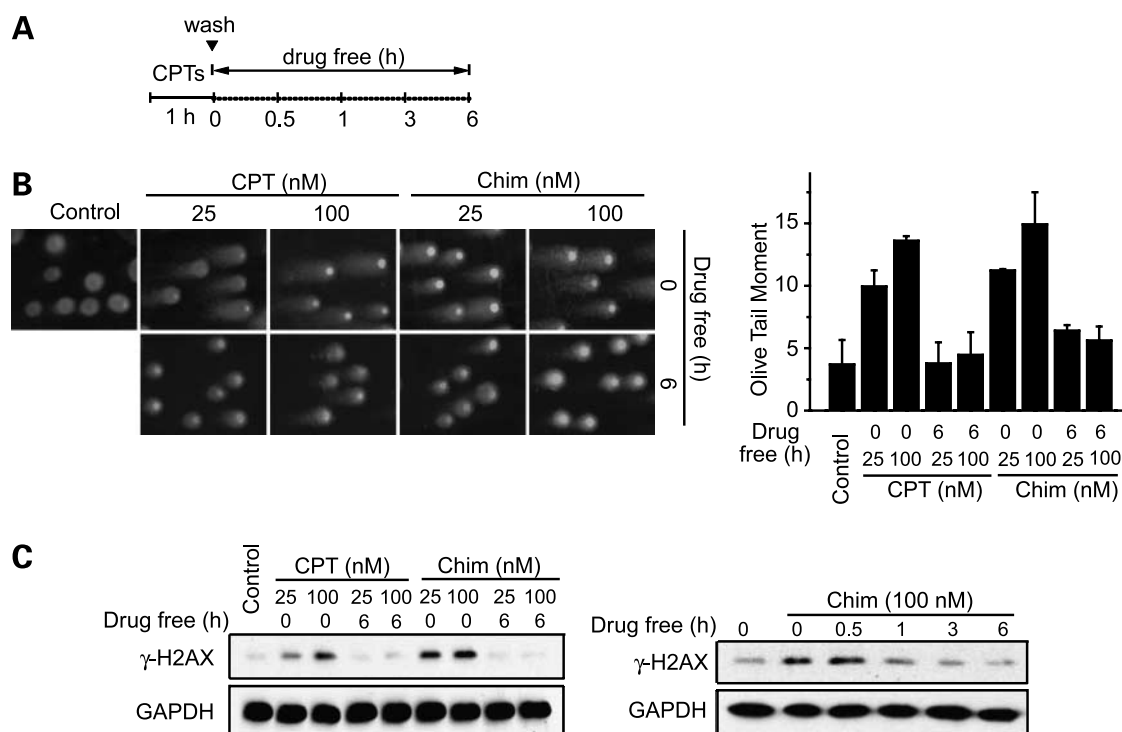 A
wash
drug free (h)
CPTs
1 h 0 0.5 1 3 6
B
CPT (nM) Chim (nM)
Control 25 100 25 100
Drug free (h)
0
6
Olive Tail Moment
15
10
5
0
Drug free (h) 0 0 6 6 0 0 6 6
Control 25 100 25 100 25 100 25 100
CPT (nM) Chim (nM)
C
Control
CPT (nM) Chim (nM)
25 100 25 100 25 100 25 100
Drug free (h) 0 0 6 6 0 0 6 6
γ-H2AX
GAPDH
Chim (100 nM)
Drug free (h) 0 0 0.5 1 3 6
γ-H2AX
GAPDH